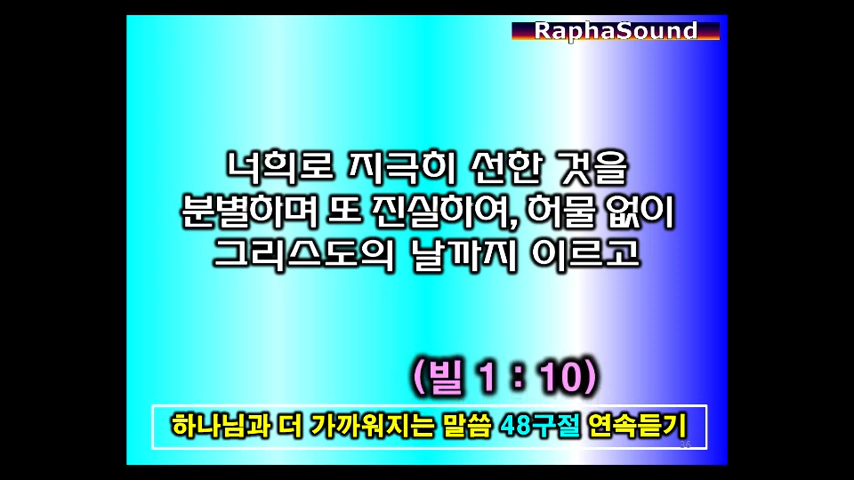 RaphaSound
너희로 지극히 선한 것을
분별하며 또 진실하여, 허물 없이
그리스도의 날까지 이르고
(빌 1 : 10)
하나님과 더 가까워지는 말씀 48구절 연속듣기